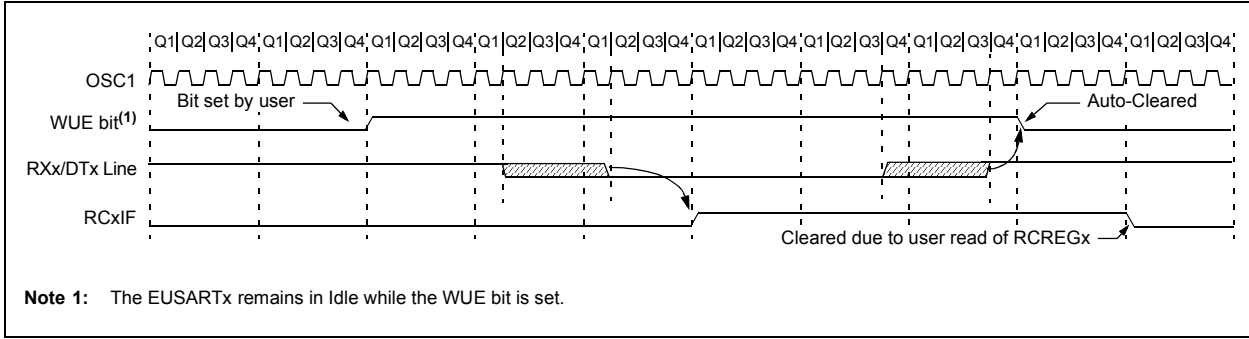 Q1 Q2 Q3 Q4 Q1 Q2 Q3 Q4 Q1 Q2 Q3 Q4 Q1 Q2 Q3 Q4 Q1 Q2 Q3 Q4 Q1 Q2 Q3 Q4 Q1 Q2 Q3 Q4 Q1 Q2 Q3 Q4 Q1 Q2 Q3 Q4 Q1 Q2 Q3 Q4
OSC1
Bit set by user
Auto-Cleared
WUE bit(1)
RXx/DTx Line
RCxIF
Cleared due to user read of RCREGx
Note 1: The EUSARTx remains in Idle while the WUE bit is set.